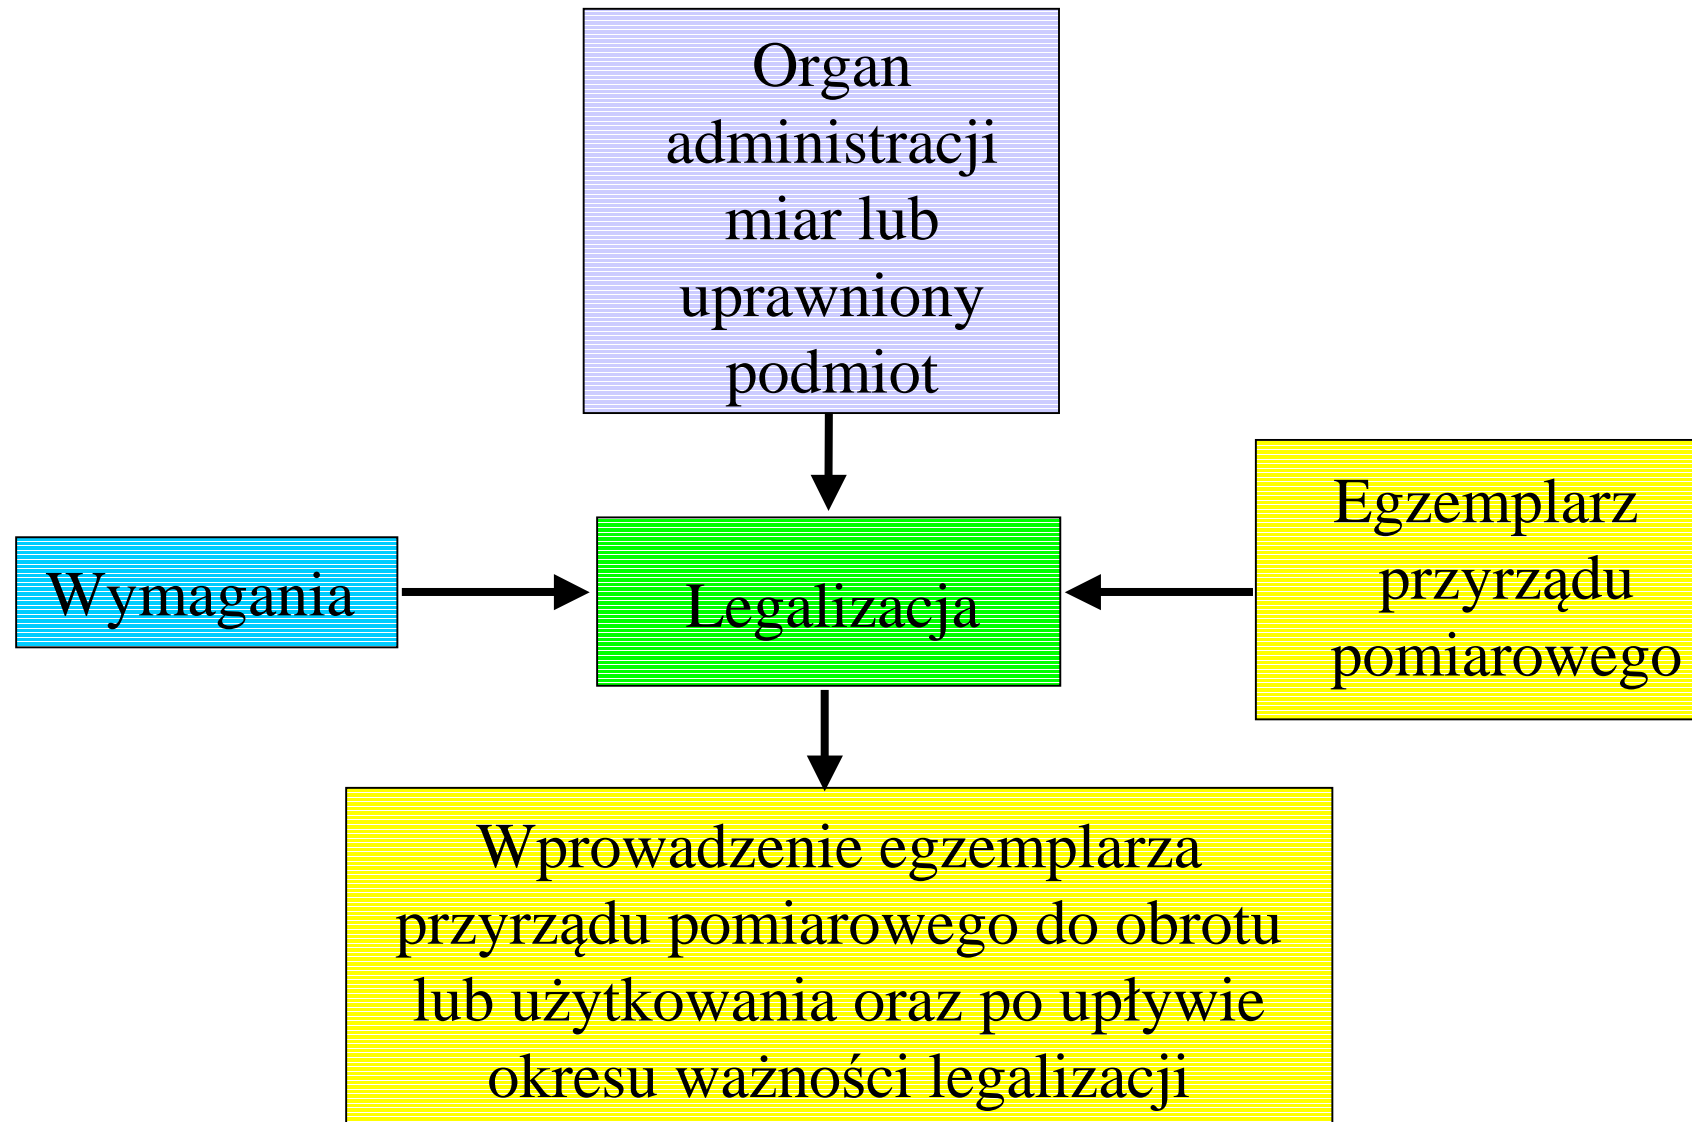 Organ
administracji
miar lub
uprawniony
podmiot
Wymagania
Legalizacja
Egzemplarz
przyrządu
pomiarowego
Wprowadzenie egzemplarza
przyrządu pomiarowego do obrotu
lub użytkowania oraz po upływie
okresu ważności legalizacji